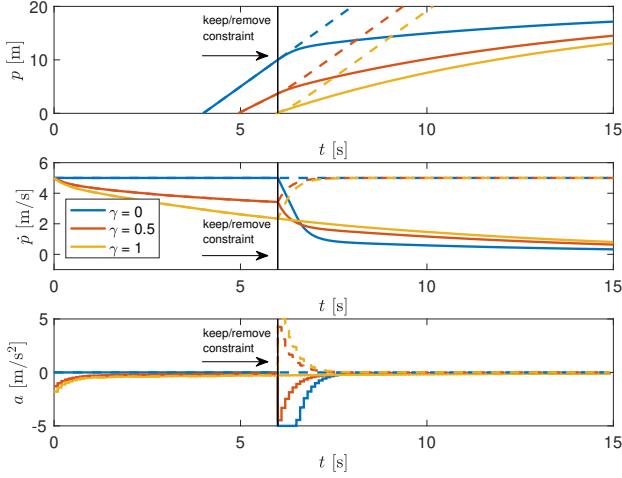 20
10
0
p [m]
keep/remove
constraint
0
5
10
15
t [s]
6
4
2
0
ṗ [m/s]
γ = 0
γ = 0.5
γ = 1
keep/remove
constraint
0
5
10
15
t [s]
5
0
-5
a [m/s²]
keep/remove
constraint
0
5
10
15
t [s]